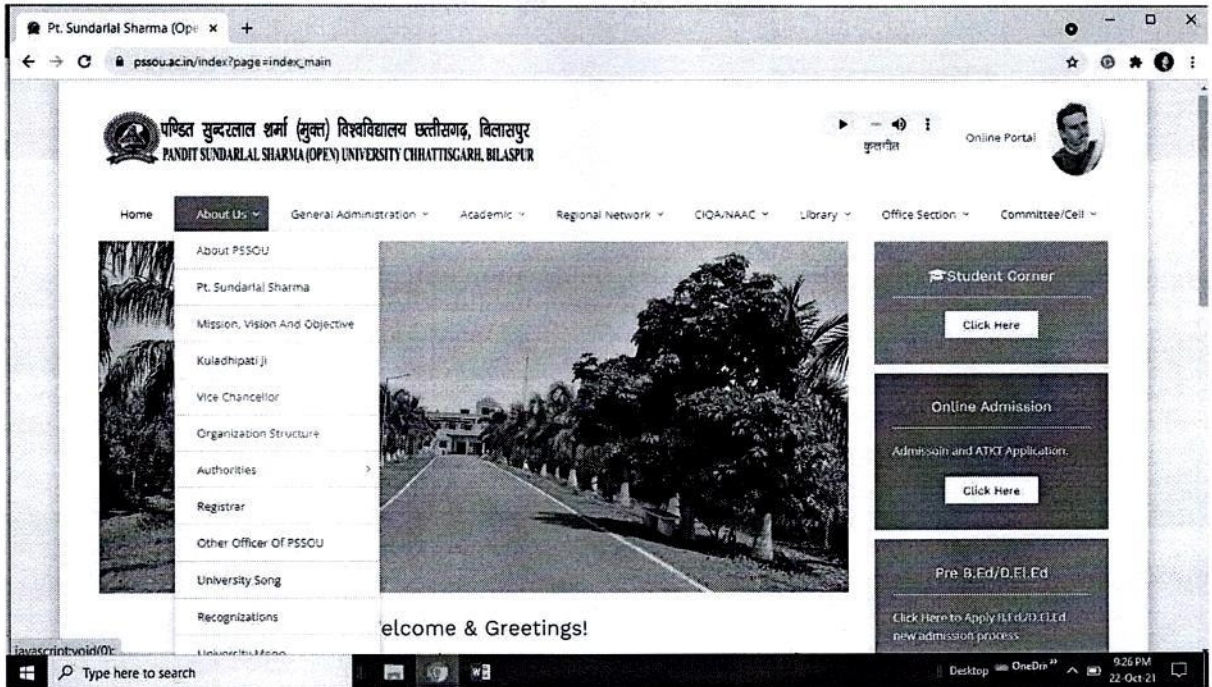 Pt. Sundarlal Sharma (Ope × +
pssou.ac.in/index?page=index_main
पण्डित सुन्दरलाल शर्मा (मुक्त) विश्वविद्यालय छत्तीसगढ़, बिलासपुर
PANDIT SUNDARLAL SHARMA (OPEN) UNIVERSITY CHHATTISGARH, BILASPUR
कुलगीत
Online Portal
Home About Us General Administration Academic Regional Network CIQA/NAAC Library Office Section Committee/Cell
About PSSOU
Pt. Sundarlal Sharma
Mission, Vision And Objective
Kuladhipati Ji
Vice Chancellor
Organization Structure
Authorities >
Registrar
Other Officer Of PSSOU
University Song
Recognizations
Student Corner
Click Here
Online Admission
Admissoin and ATKT Application.
Click Here
Pre B.Ed/D.El.Ed
Click Here to Apply B.Ed./D.El.Ed
new admission process
elcome & Greetings!
javascript:void(0);
Type here to search
Desktop OneDriv
9:26 PM
22-Oct-21